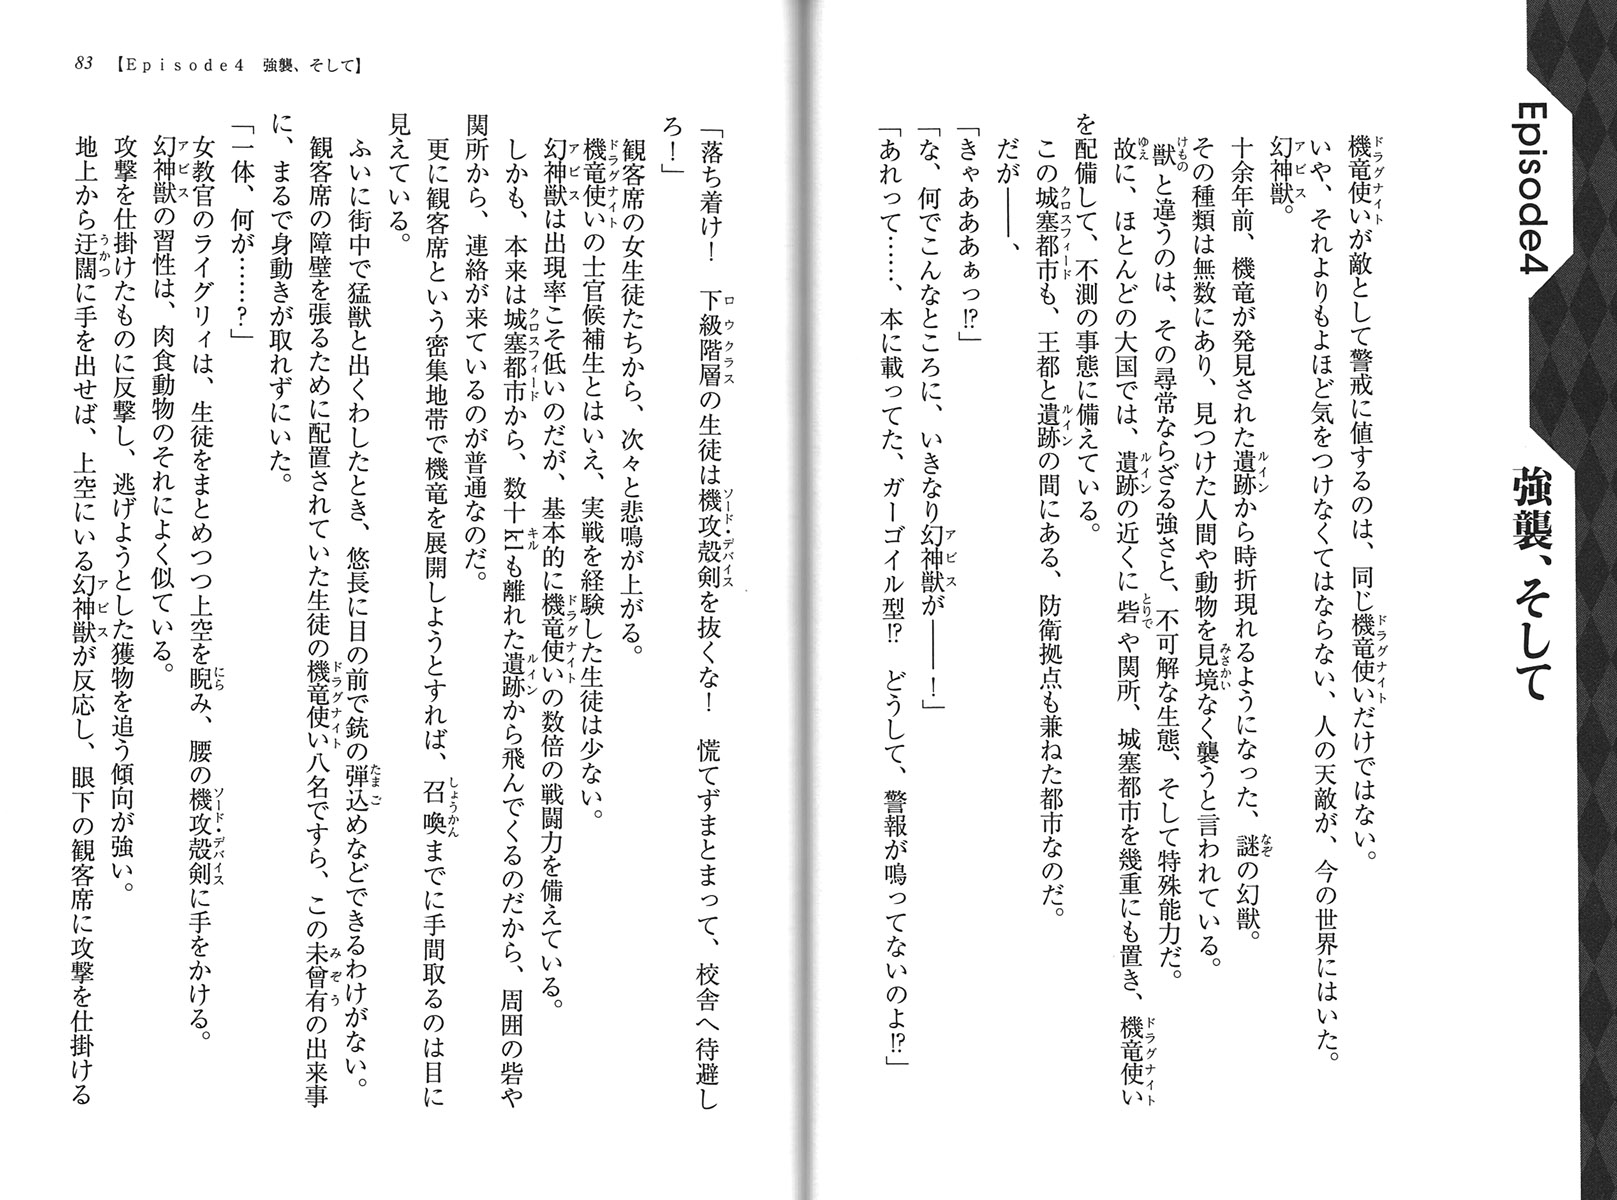 Episode4
強襲、そして
機竜使いが敵として警戒に値するのは、同じ機竜使いだけではない。
いや、それよりもよほど気をつけなくてはならない、人の天敵が、今の世界にはいた。
幻神獣。
十余年前、機竜が発見された遺跡から時折現れるようになった、謎の幻獣。
その種類は無数にあり、見つけた人間や動物を見境なく襲うと言われている。
獣と違うのは、その尋常ならざる強さと、不可解な生態、そして特殊能力だ。
故に、ほとんどの大国では、遺跡の近くに砦や関所、城塞都市を幾重にも置き、機竜使い
を配備して、不測の事態に備えている。
この城塞都市も、王都と遺跡の間にある、防衛拠点も兼ねた都市なのだ。
だが――、
「きゃあああぁっ!?」
「な、何でこんなところに、いきなり幻神獣が――！」
「あれって……、本に載ってた、ガーゴイル型!?　どうして、警報が鳴ってないのよ!?」
「落ち着け！　下級階層の生徒は機攻殻剣を抜くな！　慌てずまとまって、校舎へ待避し
ろ！」
観客席の女生徒たちから、次々と悲鳴が上がる。
機竜使いの士官候補生とはいえ、実戦を経験した生徒は少ない。
幻神獣は出現率こそ低いのだが、基本的に機竜使いの数倍の戦闘力を備えている。
しかも、本来は城塞都市から、数十klも離れた遺跡から飛んでくるのだから、周囲の砦や
関所から、連絡が来ているのが普通なのだ。
更に観客席という密集地帯で機竜を展開しようとすれば、召喚までに手間取るのは目に
見えている。
ふいに街中で猛獣と出くわしたとき、悠長に目の前で銃の弾込めなどできるわけがない。
観客席の障壁を張るために配置されていた生徒の機竜使い八名ですら、この未曾有の出来事
に、まるで身動きが取れずにいた。
「一体、何が……？」
女教官のライグリィは、生徒をまとめつつ上空を睨み、腰の機攻殻剣に手をかける。
幻神獣の習性は、肉食動物のそれによく似ている。
攻撃を仕掛けたものに反撃し、逃げようとした獲物を追う傾向が強い。
地上から迂闊に手を出せば、上空にいる幻神獣が反応し、眼下の観客席に攻撃を仕掛ける
83 【Episode4　強襲、そして】